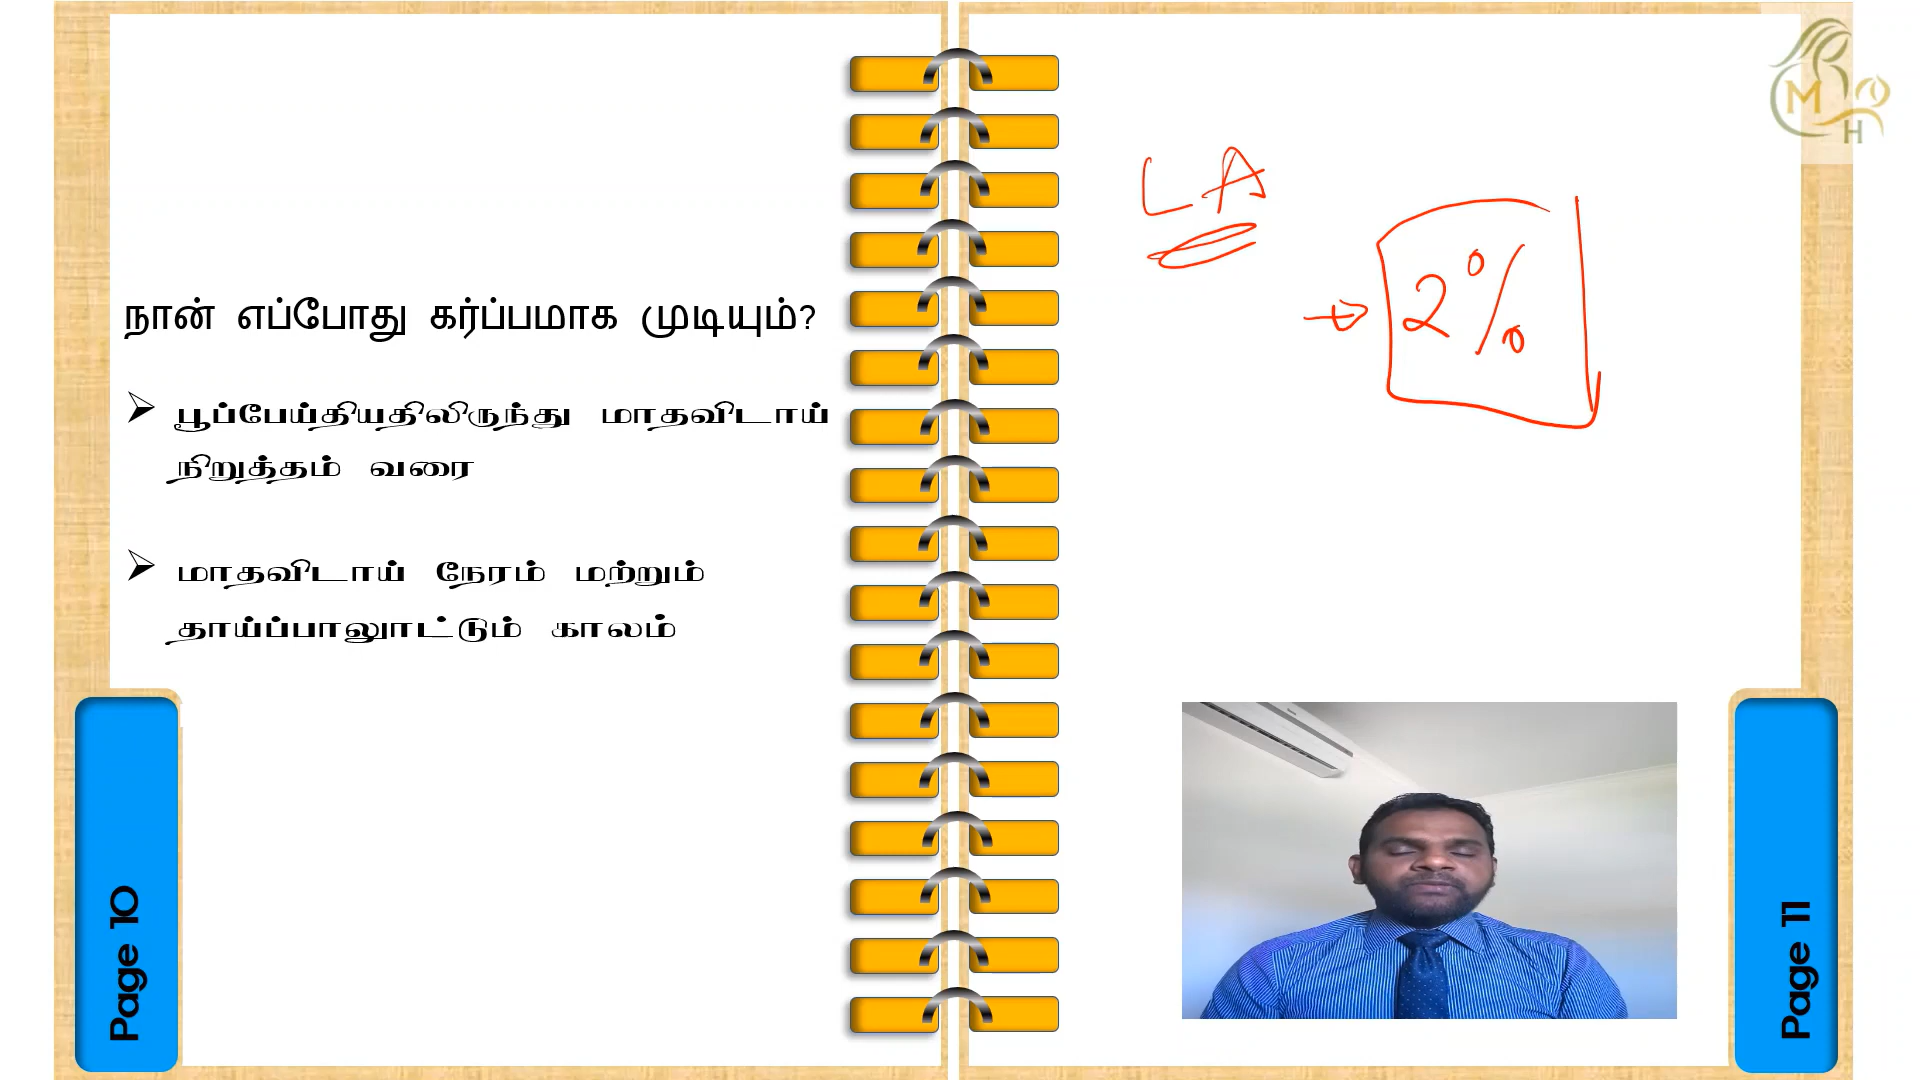 நான் எப்போது கர்ப்பமாக முடியும்?
பூப்பேய்தியதிலிருந்து மாதவிடாய்
நிறுத்தம் வரை
மாதவிடாய் நேரம் மற்றும்
தாய்ப்பாலூட்டும் காலம்
Page 10
LA
2%
Page 11
M
H